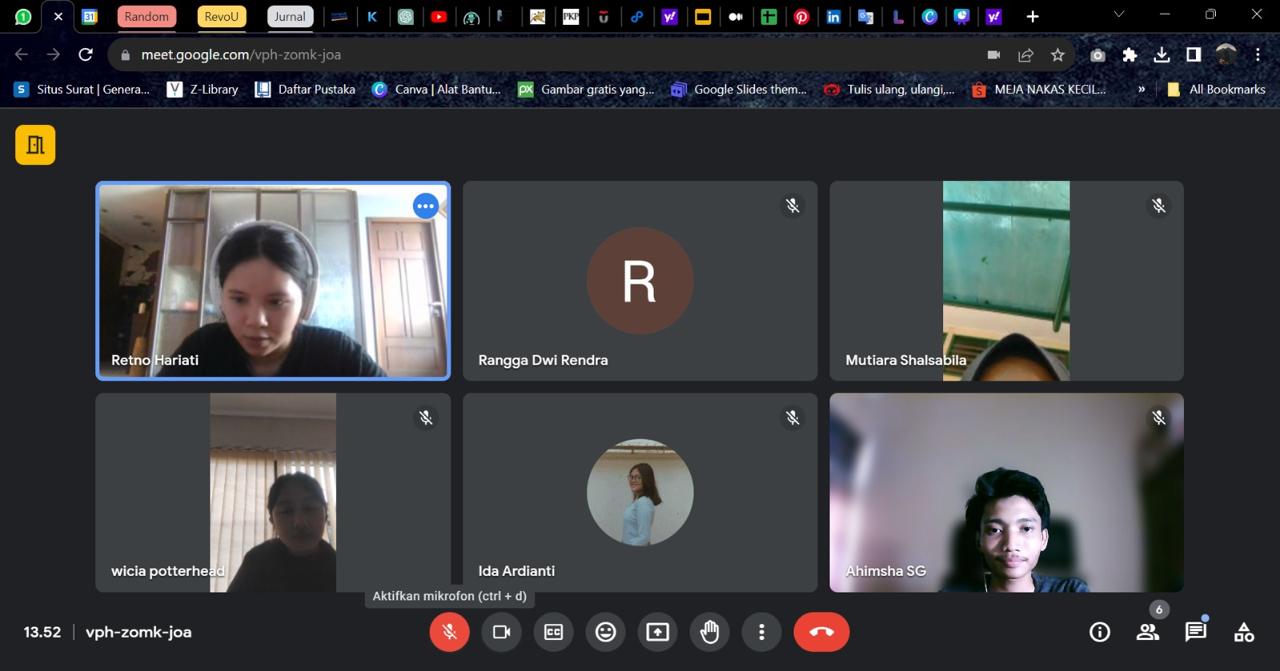 31 Random RevoU Jurnal
meet.google.com/vph-zomk-joa
Situs Surat | Genera... Z-Library Daftar Pustaka Canva | Alat Bantu... Gambar gratis yang... Google Slides them... Tulis ulang, ulangi,... MEJA NAKAS KECIL... » All Bookmarks
Retno Hariati
R
Rangga Dwi Rendra
Mutiara Shalsabila
wicia potterhead
Ida Ardianti
Ahimsha SG
Aktifkan mikrofon (ctrl + d)
13.52 | vph-zomk-joa
6